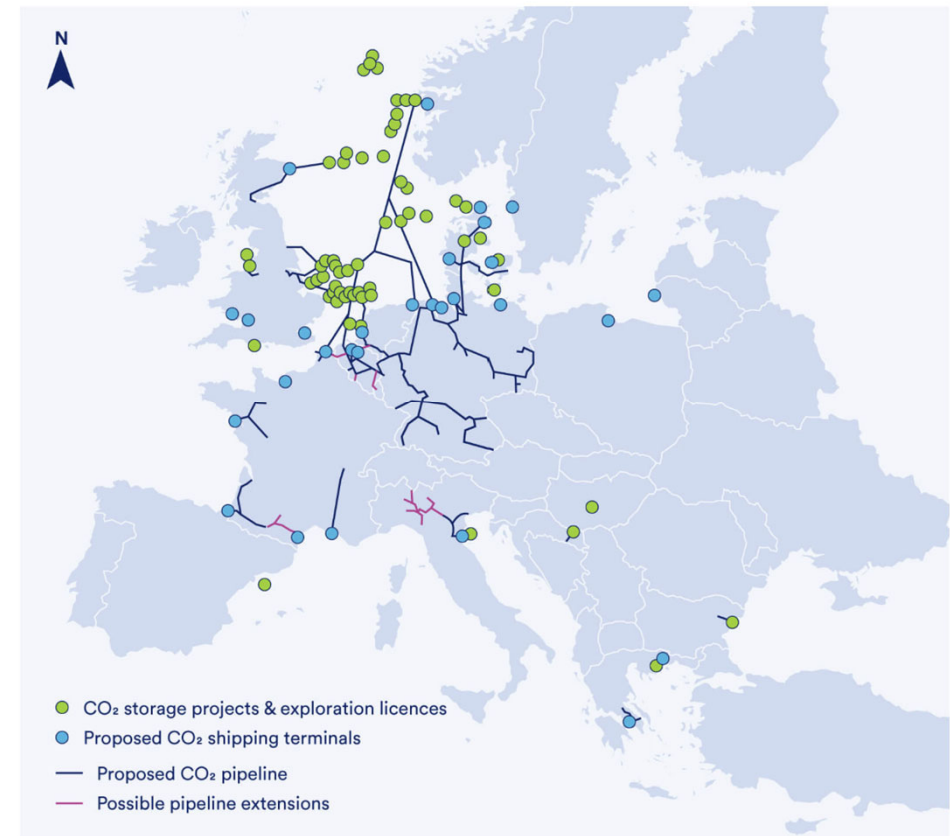 N
CO₂ storage projects & exploration licences
Proposed CO₂ shipping terminals
Proposed CO₂ pipeline
Possible pipeline extensions